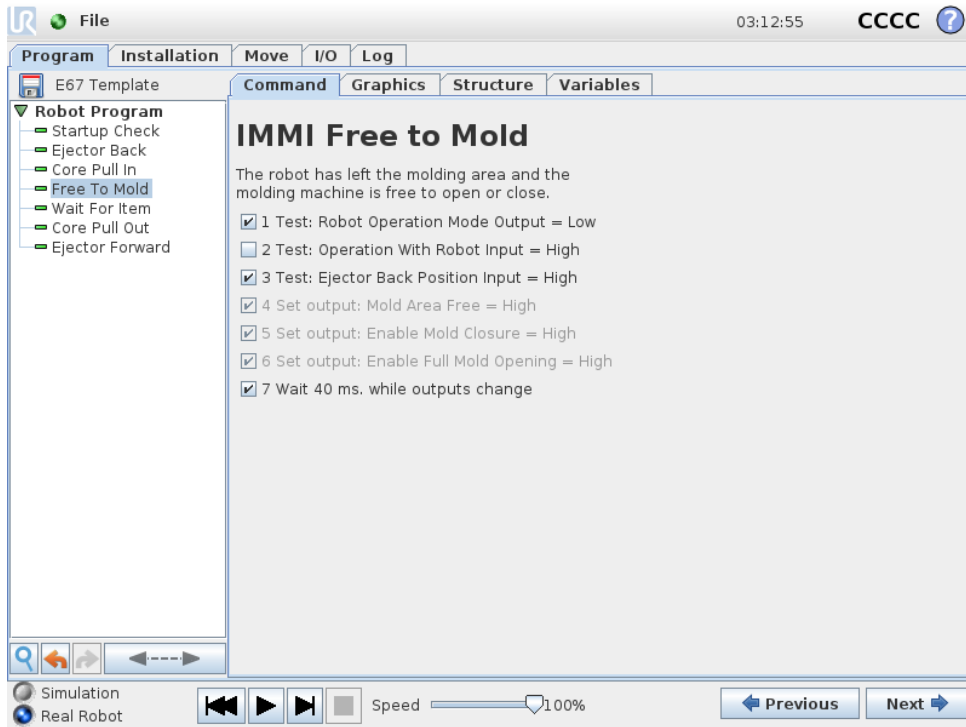 UR File 03:12:55 CCCC ?
Program Installation Move I/O Log
E67 Template
Command Graphics Structure Variables
Robot Program
Startup Check
Ejector Back
Core Pull In
Free To Mold
Wait For Item
Core Pull Out
Ejector Forward
IMMI Free to Mold
The robot has left the molding area and the
molding machine is free to open or close.
1 Test: Robot Operation Mode Output = Low
2 Test: Operation With Robot Input = High
3 Test: Ejector Back Position Input = High
4 Set output: Mold Area Free = High
5 Set output: Enable Mold Closure = High
6 Set output: Enable Full Mold Opening = High
7 Wait 40 ms. while outputs change
Simulation
Real Robot
Speed 100%
Previous Next